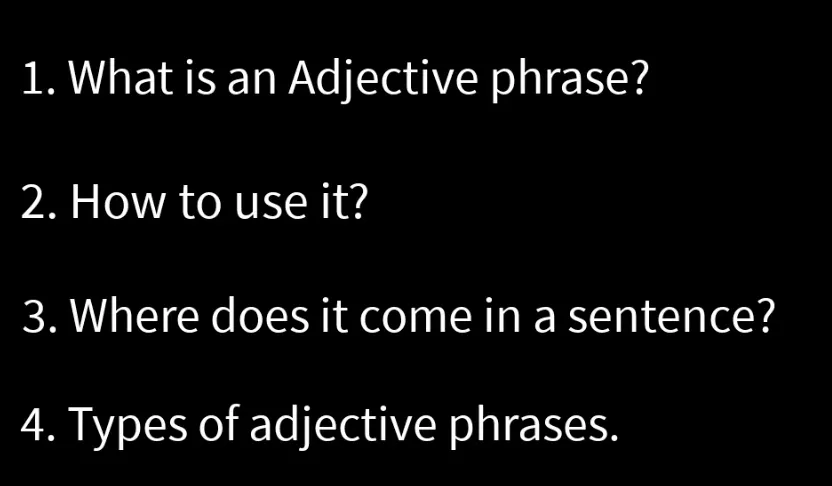 1. What is an Adjective phrase?
2. How to use it?
3. Where does it come in a sentence?
4. Types of adjective phrases.